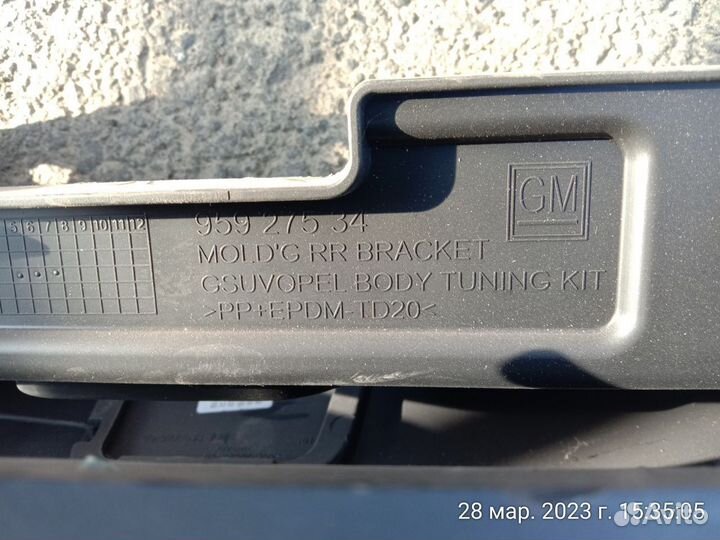 5 6 7 8 9 10 11 12
959 275 34
GM
MOLD'G RR BRACKET
GSUVOPEL BODY TUNING KIT
>PP+EPDM-TD20<
28 мар. 2023 г. 15:35:05
Avito